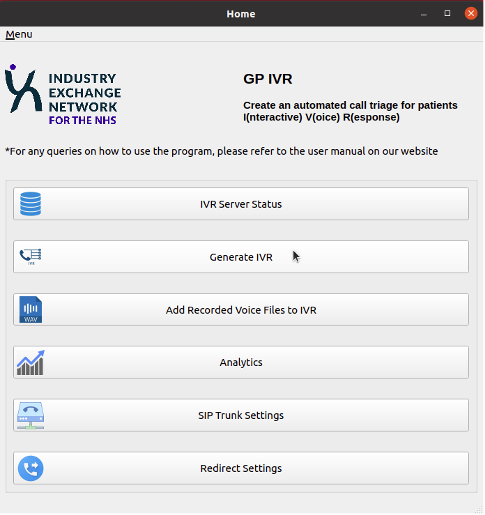 Home
Menu
INDUSTRY
EXCHANGE
NETWORK
FOR THE NHS
GP IVR
Create an automated call triage for patients
I(nteractive) V(oice) R(esponse)
*For any queries on how to use the program, please refer to the user manual on our website
IVR Server Status
Generate IVR
WAV
Add Recorded Voice Files to IVR
Analytics
SIP Trunk Settings
Redirect Settings